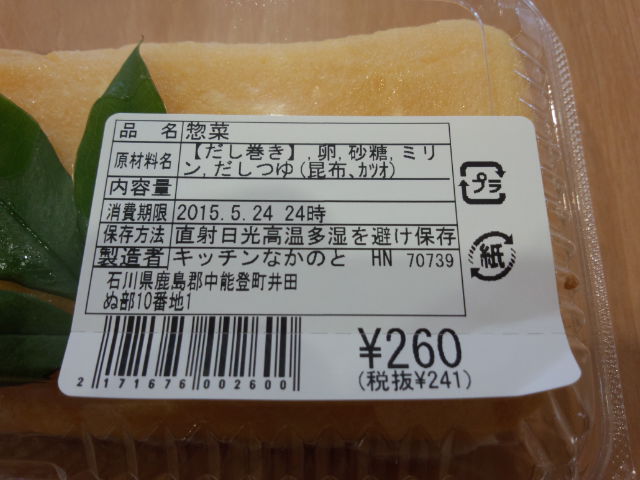 品 名 惣菜
原材料名 【だし巻き】,卵,砂糖,ミリ
ン,だしつゆ(昆布、ｶﾂｵ)
内容量
消費期限 2015.5.24 24時
保存方法 直射日光高温多湿を避け保存
製造者 キッチンなかのと HN 70739
石川県鹿島郡中能登町井田
ぬ部10番地1
プラ
紙
¥260
(税抜¥241)
2 171676 002600